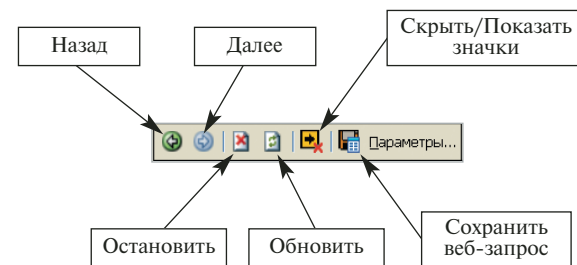 Назад
Далее
Скрыть/Показать
значки
Параметры...
Остановить
Обновить
Сохранить
веб-запрос